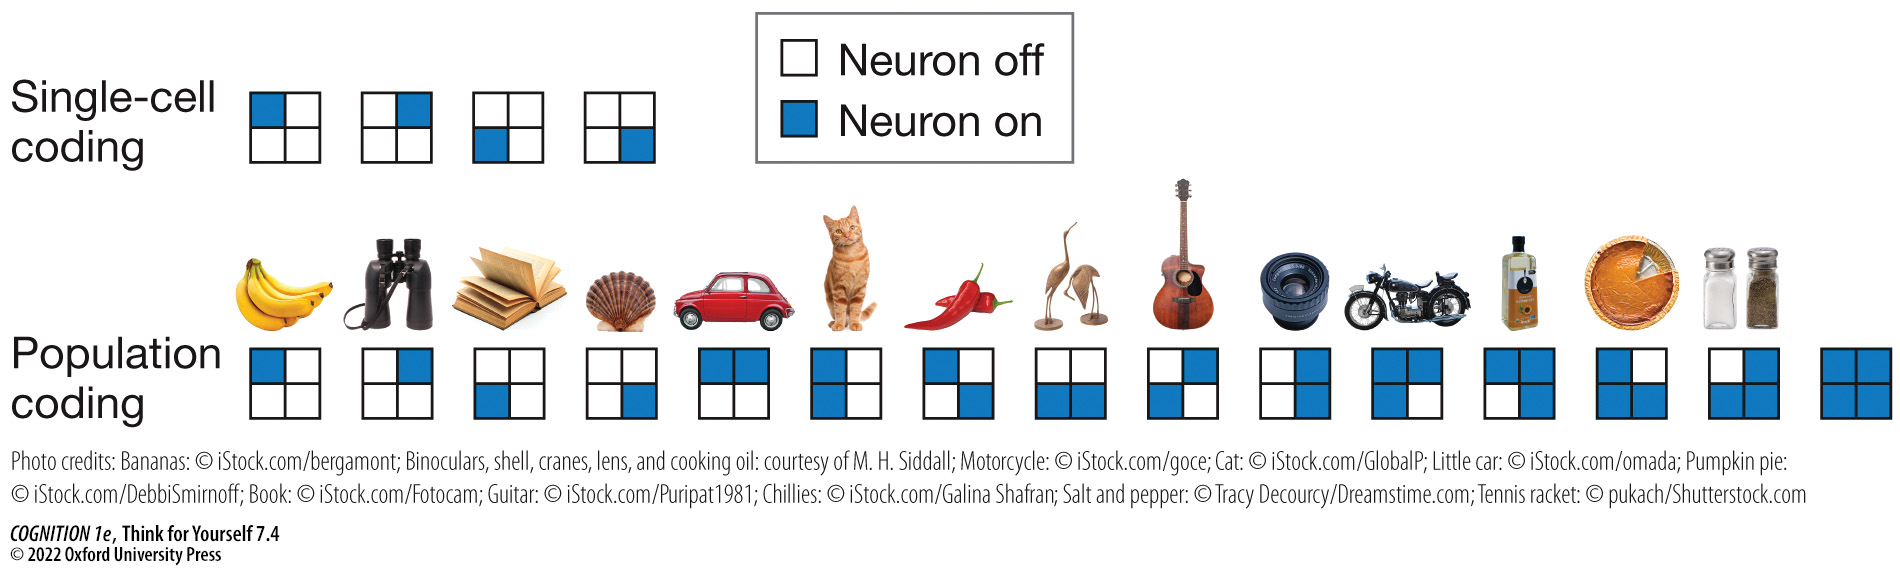 Neuron off
Neuron on
Single-cell
coding
Population
coding
Photo credits: Bananas: © iStock.com/bergamont; Binoculars, shell, cranes, lens, and cooking oil: courtesy of M. H. Siddall; Motorcycle: © iStock.com/goce; Cat: © iStock.com/GlobalP; Little car: © iStock.com/omada; Pumpkin pie:
© iStock.com/DebbiSmirnoff; Book: © iStock.com/Fotocam; Guitar: © iStock.com/Puripat1981; Chillies: © iStock.com/Galina Shafran; Salt and pepper: © Tracy Decourcy/Dreamstime.com; Tennis racket: © pukach/Shutterstock.com
COGNITION 1e, Think for Yourself 7.4
© 2022 Oxford University Press